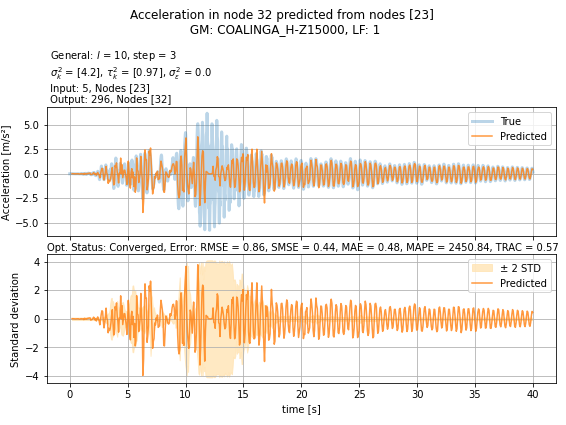 Acceleration in node 32 predicted from nodes [23]
GM: COALINGA_H-Z15000, LF: 1
General: l = 10, step = 3
σ²ₖ = [4.2], τ²ₖ = [0.97], σ²ε = 0.0
Input: 5, Nodes [23]
Output: 296, Nodes [32]
Acceleration [m/s²]
5.0
2.5
0.0
−2.5
−5.0
True
Predicted
Opt. Status: Converged, Error: RMSE = 0.86, SMSE = 0.44, MAE = 0.48, MAPE = 2450.84, TRAC = 0.57
Standard deviation
4
2
0
−2
−4
± 2 STD
Predicted
0 5 10 15 20 25 30 35 40
time [s]